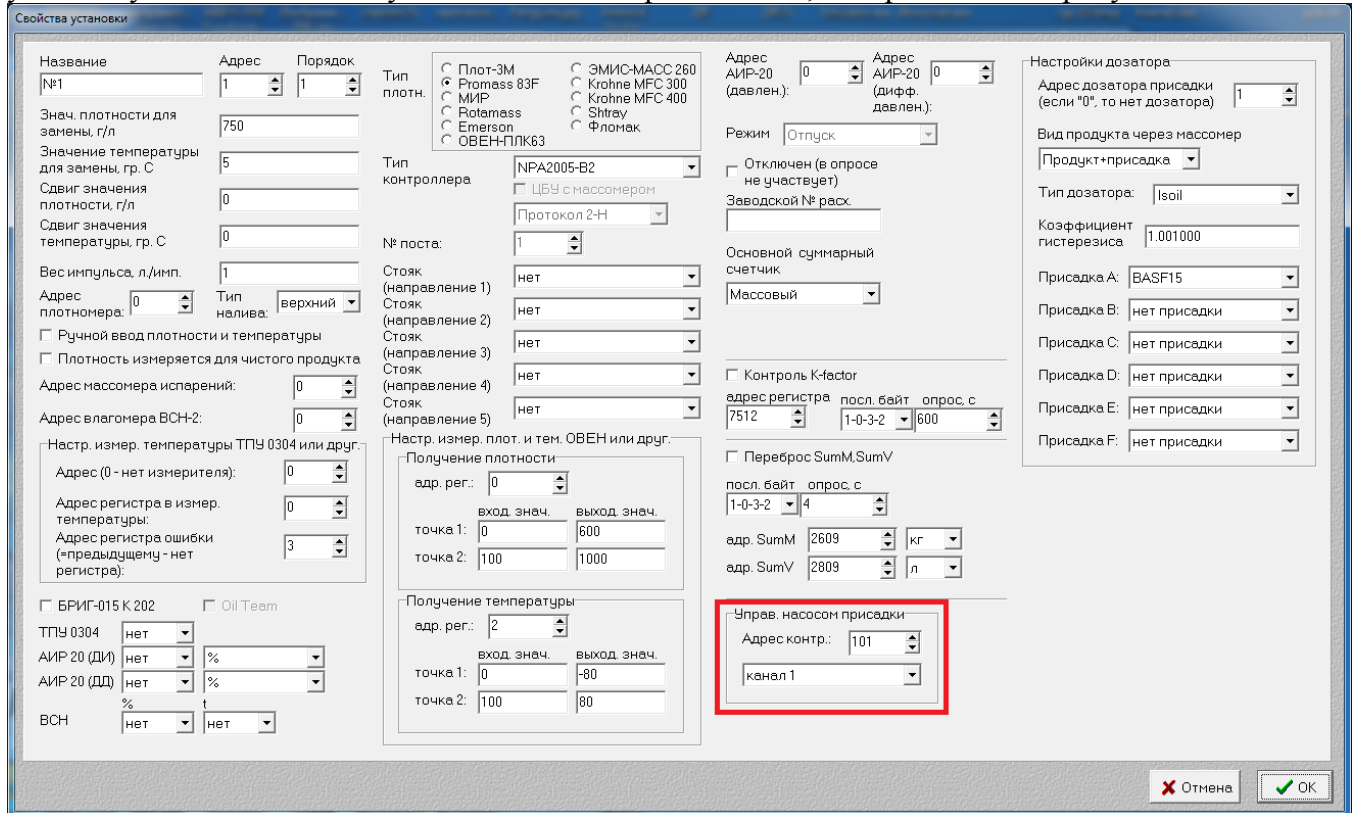 Свойства установки
Название Адрес Порядок
№1 1 1
Знач. плотности для
замены, г/л 750
Значение температуры
для замены, гр. С 5
Сдвиг значения
плотности, г/л 0
Сдвиг значения
температуры, гр. С 0
Вес импульса, л./имп. 1
Адрес
плотномера: 0 Тип
налива: верхний
Ручной ввод плотности и температуры
Плотность измеряется для чистого продукта
Адрес массомера испарений: 0
Адрес влагомера ВСН-2: 0
Настр. измер. температуры ТПУ 0304 или друг.
Адрес (0 - нет измерителя): 0
Адрес регистра в измер.
температуры: 0
Адрес регистра ошибки
(=предыдущему - нет
регистра): 3
БРИГ-015 К 202 Oil Team
ТПУ 0304 нет
АИР 20 (ДИ) нет %
АИР 20 (ДД) нет %
% t
ВСН нет нет
Тип
плотн.
Плот-3М ЭМИС-МАСС 260
Promass 83F Krohne MFC 300
МИР Krohne MFC 400
Rotamass Shtray
Emerson Фломак
ОВЕН-ПЛК63
Тип
контроллера NPA2005-B2
ЦБУ с массомером
Протокол 2-Н
№ поста: 1
Стояк
(направление 1) нет
Стояк
(направление 2) нет
Стояк
(направление 3) нет
Стояк
(направление 4) нет
Стояк
(направление 5) нет
Настр. измер. плот. и тем. ОВЕН или друг.
Получение плотности
адр. рег.: 0
вход. знач. выход. знач.
точка 1: 0 600
точка 2: 100 1000
Получение температуры
адр. рег.: 2
вход. знач. выход. знач.
точка 1: 0 -80
точка 2: 100 80
Адрес
АИР-20
(давлен.): 0
Адрес
АИР-20
(дифф.
давлен.): 0
Режим Отпуск
Отключен (в опросе
не участвует)
Заводской № расх.
Основной суммарный
счетчик
Массовый
Контроль K-factor
адрес регистра посл. байт опрос, с
7512 1-0-3-2 600
Переброс SumM,SumV
посл. байт опрос, с
1-0-3-2 4
адр. SumM 2609 кг
адр. SumV 2809 л
Управ. насосом присадки
Адрес контр.: 101
канал 1
Настройки дозатора
Адрес дозатора присадки
(если "0", то нет дозатора) 1
Вид продукта через массомер
Продукт+присадка
Тип дозатора: Isoil
Коэффициент
гистерезиса 1.001000
Присадка A: BASF15
Присадка B: нет присадки
Присадка C: нет присадки
Присадка D: нет присадки
Присадка E: нет присадки
Присадка F: нет присадки
Отмена OK